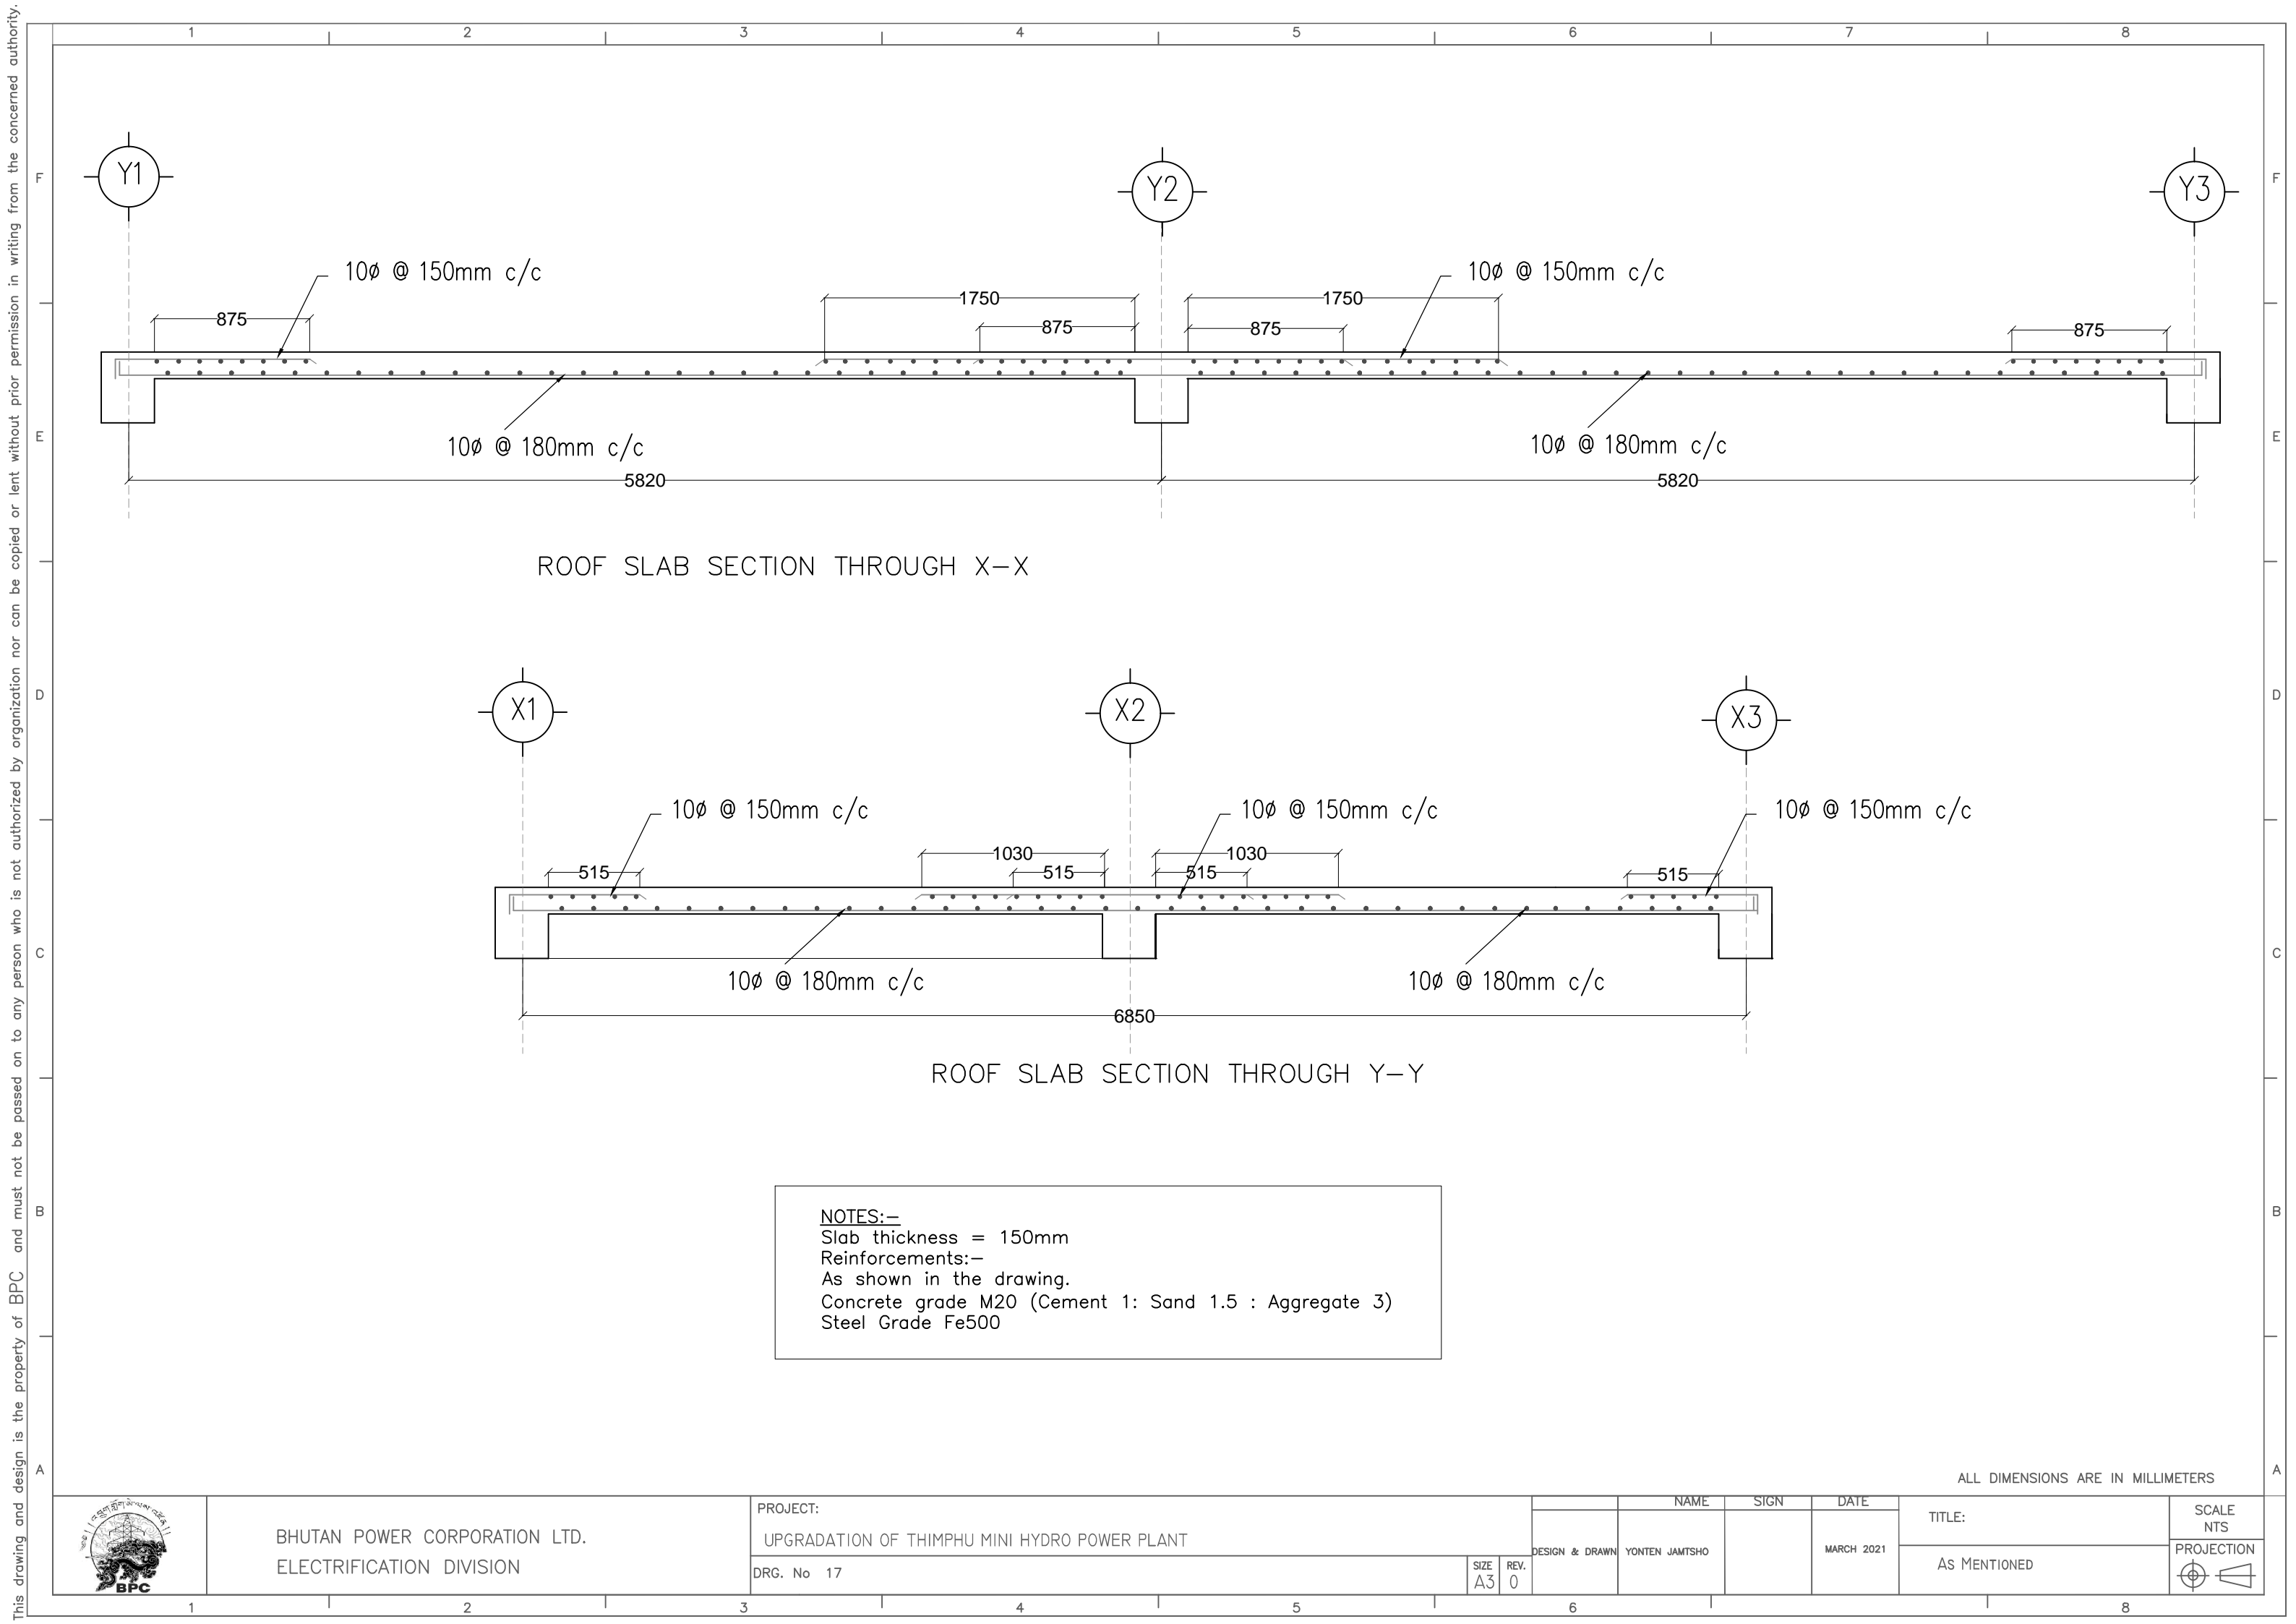 1 2 3 4 5 6 7 8
This drawing and design is the property of BPC and must not be passed on to any person who is not authorized by organization nor can be copied or lent without prior permission in writing from the concerned authority.
F F
Y1 Y2 Y3
10ø @ 150mm c/c 10ø @ 150mm c/c
1750 1750
875 875 875 875
E E
10ø @ 180mm c/c 10ø @ 180mm c/c
5820 5820
ROOF SLAB SECTION THROUGH X-X
D D
X1 X2 X3
10ø @ 150mm c/c 10ø @ 150mm c/c 10ø @ 150mm c/c
1030 1030
515 515 515 515
C C
10ø @ 180mm c/c 10ø @ 180mm c/c
6850
ROOF SLAB SECTION THROUGH Y-Y
B B
NOTES:-
Slab thickness = 150mm
Reinforcements:-
As shown in the drawing.
Concrete grade M20 (Cement 1: Sand 1.5 : Aggregate 3)
Steel Grade Fe500
A A
ALL DIMENSIONS ARE IN MILLIMETERS
BPC
BHUTAN POWER CORPORATION LTD.
ELECTRIFICATION DIVISION
PROJECT:
UPGRADATION OF THIMPHU MINI HYDRO POWER PLANT
DRG. No 17
SIZE
A3
REV.
0
NAME SIGN DATE
DESIGN & DRAWN YONTEN JAMTSHO MARCH 2021
TITLE:
AS MENTIONED
SCALE
NTS
PROJECTION
1 2 3 4 5 6 7 8